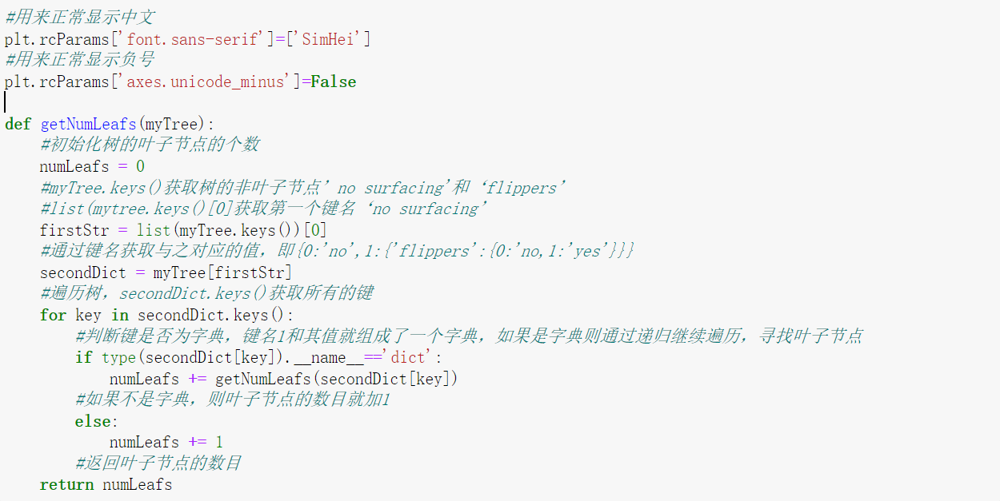 #用来正常显示中文
plt.rcParams['font.sans-serif']=['SimHei']
#用来正常显示负号
plt.rcParams['axes.unicode_minus']=False
def getNumLeafs(myTree):
    #初始化树的叶子节点的个数
    numLeafs = 0
    #myTree.keys()获取树的非叶子节点’no surfacing'和‘flippers’
    #list(mytree.keys()[0]获取第一个键名‘no surfacing’
    firstStr = list(myTree.keys())[0]
    #通过键名获取与之对应的值，即{0:'no',1:{'flippers':{0:'no,1:'yes'}}}
    secondDict = myTree[firstStr]
    #遍历树，secondDict.keys()获取所有的键
    for key in secondDict.keys():
        #判断键是否为字典，键名1和其值就组成了一个字典，如果是字典则通过递归继续遍历，寻找叶子节点
        if type(secondDict[key]).__name__=='dict':
            numLeafs += getNumLeafs(secondDict[key])
        #如果不是字典，则叶子节点的数目就加1
        else:
            numLeafs += 1
        #返回叶子节点的数目
    return numLeafs